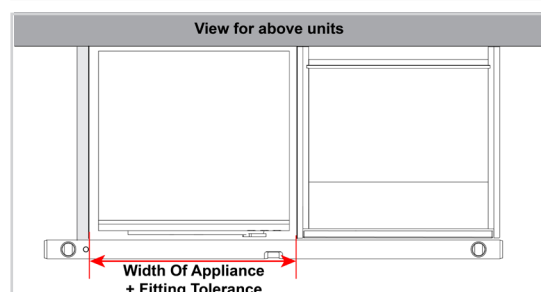 View for above units
Width Of Appliance
+ Fitting Tolerance